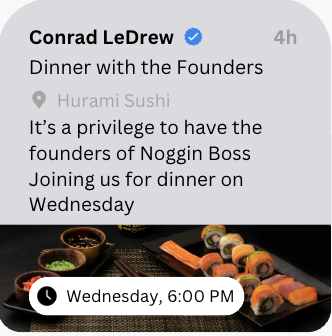 Conrad LeDrew 4h
Dinner with the Founders
Hurami Sushi
It's a privilege to have the
founders of Noggin Boss
Joining us for dinner on
Wednesday
Wednesday, 6:00 PM